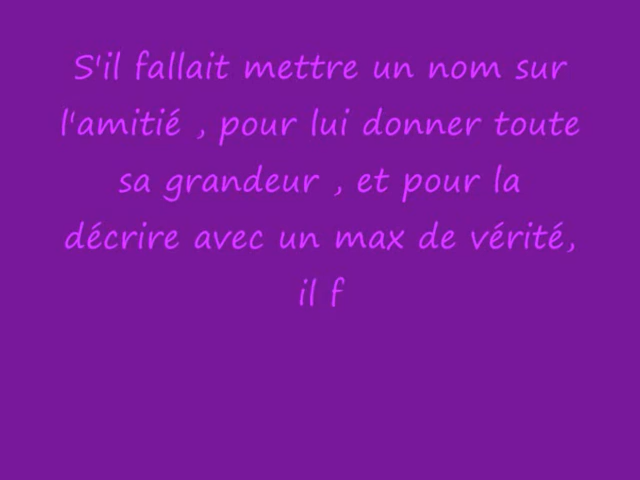 S'il fallait mettre un nom sur
l'amitié , pour lui donner toute
sa grandeur , et pour la
décrire avec un max de vérité,
il f